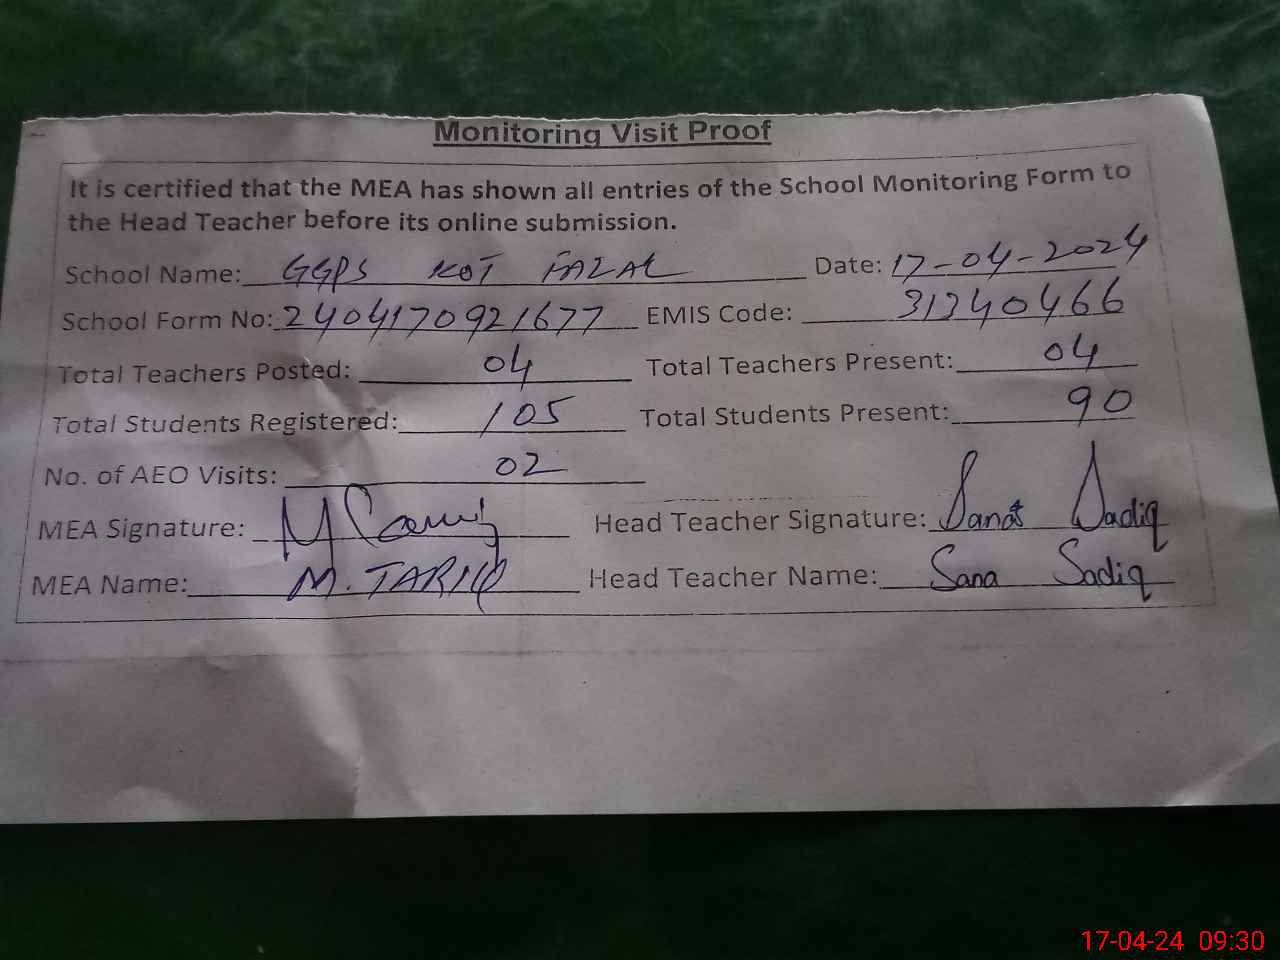 Monitoring Visit Proof
It is certified that the MEA has shown all entries of the School Monitoring Form to
the Head Teacher before its online submission.
School Name: GGPS KOT FAZAL Date: 17-04-2024
School Form No: 2404170921677 EMIS Code: 31340466
Total Teachers Posted: 04 Total Teachers Present: 04
Total Students Registered: 105 Total Students Present: 90
No. of AEO Visits: 02
MEA Signature: Head Teacher Signature: Sana Sadiq
MEA Name: M. TARIQ Head Teacher Name: Sana Sadiq
17-04-24 09:30